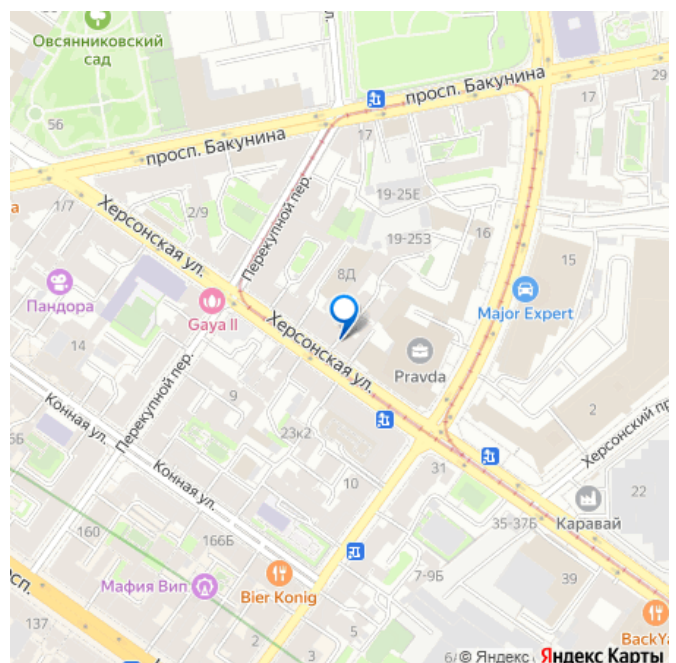 56
Овсянниковский
сад
просп. Бакунина
29
17
17
просп. Бакунина
19-25Е
1/7
2/9
Херсонская ул.
Перекупной пер.
19-253
16
15
8Д
Пандора
Gaya II
Major Expert
Херсонская ул.
Pravda
14
9
Перекупной пер.
2
Херсонский пр
Конная ул.
23к2
31
Конная ул.
10
22
Каравай
160
166Б
35-37Б
Мафия Вип
Bier Konig
7-9Б
39
137
2
3
5
BackYa
© Яндекс
Яндекс Карты